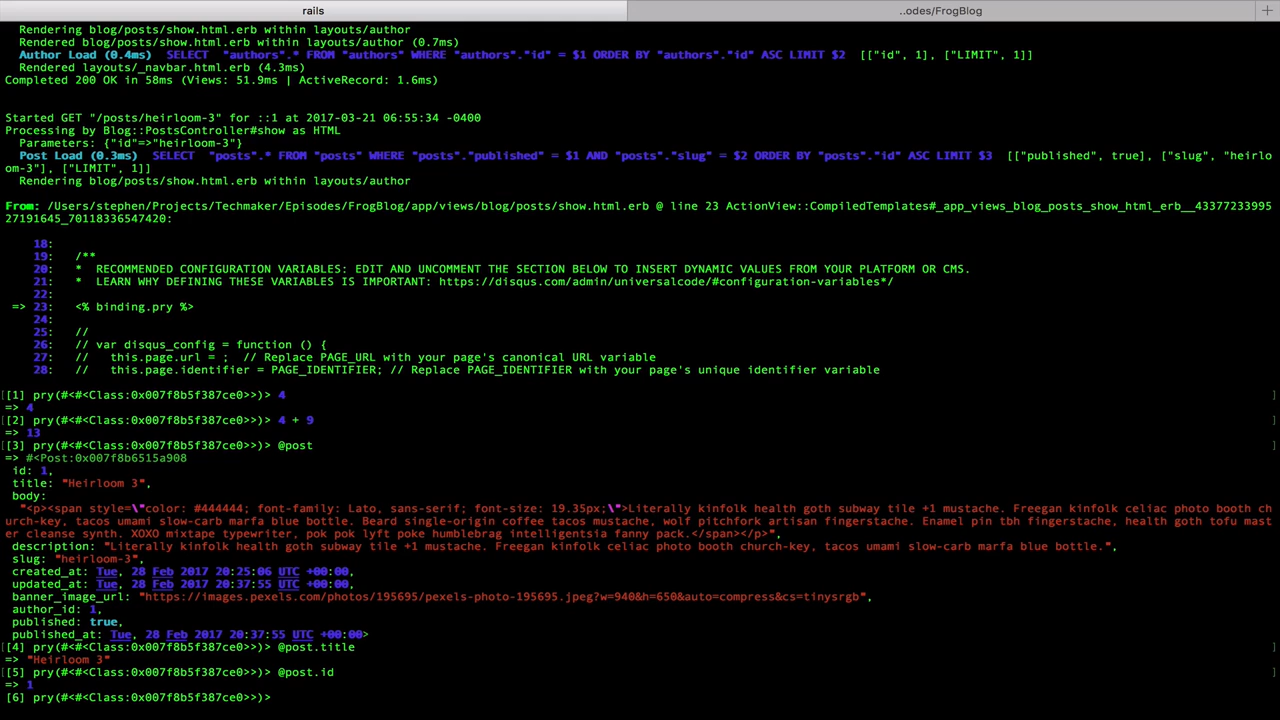 rails
..odes/FrogBlog
Rendering blog/posts/show.html.erb within layouts/author
Rendered blog/posts/show.html.erb within layouts/author (0.7ms)
Author Load (0.4ms)  SELECT  "authors".* FROM "authors" WHERE "authors"."id" = $1 ORDER BY "authors"."id" ASC LIMIT $2  [["id", 1], ["LIMIT", 1]]
Rendered layouts/_navbar.html.erb (4.3ms)
Completed 200 OK in 58ms (Views: 51.9ms | ActiveRecord: 1.6ms)
Started GET "/posts/heirloom-3" for ::1 at 2017-03-21 06:55:34 -0400
Processing by Blog::PostsController#show as HTML
Parameters: {"id"=>"heirloom-3"}
Post Load (0.3ms)  SELECT  "posts".* FROM "posts" WHERE "posts"."published" = $1 AND "posts"."slug" = $2 ORDER BY "posts"."id" ASC LIMIT $3  [["published", true], ["slug", "heirlo
om-3"], ["LIMIT", 1]]
Rendering blog/posts/show.html.erb within layouts/author
From: /Users/stephen/Projects/Techmaker/Episodes/FrogBlog/app/views/blog/posts/show.html.erb @ line 23 ActionView::CompiledTemplates#_app_views_blog_posts_show_html_erb__43377233995
27191645_70118336547420:
18:
19:   /**
20:   *  RECOMMENDED CONFIGURATION VARIABLES: EDIT AND UNCOMMENT THE SECTION BELOW TO INSERT DYNAMIC VALUES FROM YOUR PLATFORM OR CMS.
21:   *  LEARN WHY DEFINING THESE VARIABLES IS IMPORTANT: https://disqus.com/admin/universalcode/#configuration-variables*/
22:
=> 23:   <% binding.pry %>
24:
25:   //
26:   // var disqus_config = function () {
27:   //   this.page.url = ;  // Replace PAGE_URL with your page's canonical URL variable
28:   //   this.page.identifier = PAGE_IDENTIFIER; // Replace PAGE_IDENTIFIER with your page's unique identifier variable
[[1] pry(#<#<Class:0x007f8b5f387ce0>>)> 4 ]
=> 4
[[2] pry(#<#<Class:0x007f8b5f387ce0>>)> 4 + 9 ]
=> 13
[[3] pry(#<#<Class:0x007f8b5f387ce0>>)> @post ]
=> #<Post:0x007f8b6515a908
id: 1,
title: "Heirloom 3",
body:
"<p><span style=\"color: #444444; font-family: Lato, sans-serif; font-size: 19.35px;\">Literally kinfolk health goth subway tile +1 mustache. Freegan kinfolk celiac photo booth ch
urch-key, tacos umami slow-carb marfa blue bottle. Beard single-origin coffee tacos mustache, wolf pitchfork artisan fingerstache. Enamel pin tbh fingerstache, health goth tofu mast
er cleanse synth. XOXO mixtape typewriter, pok pok lyft poke humblebrag intelligentsia fanny pack.</span></p>",
description: "Literally kinfolk health goth subway tile +1 mustache. Freegan kinfolk celiac photo booth church-key, tacos umami slow-carb marfa blue bottle.",
slug: "heirloom-3",
created_at: Tue, 28 Feb 2017 20:25:06 UTC +00:00,
updated_at: Tue, 28 Feb 2017 20:37:55 UTC +00:00,
banner_image_url: "https://images.pexels.com/photos/195695/pexels-photo-195695.jpeg?w=940&h=650&auto=compress&cs=tinysrgb",
author_id: 1,
published: true,
published_at: Tue, 28 Feb 2017 20:37:55 UTC +00:00>
[[4] pry(#<#<Class:0x007f8b5f387ce0>>)> @post.title ]
=> "Heirloom 3"
[[5] pry(#<#<Class:0x007f8b5f387ce0>>)> @post.id ]
=> 1
[6] pry(#<#<Class:0x007f8b5f387ce0>>)>